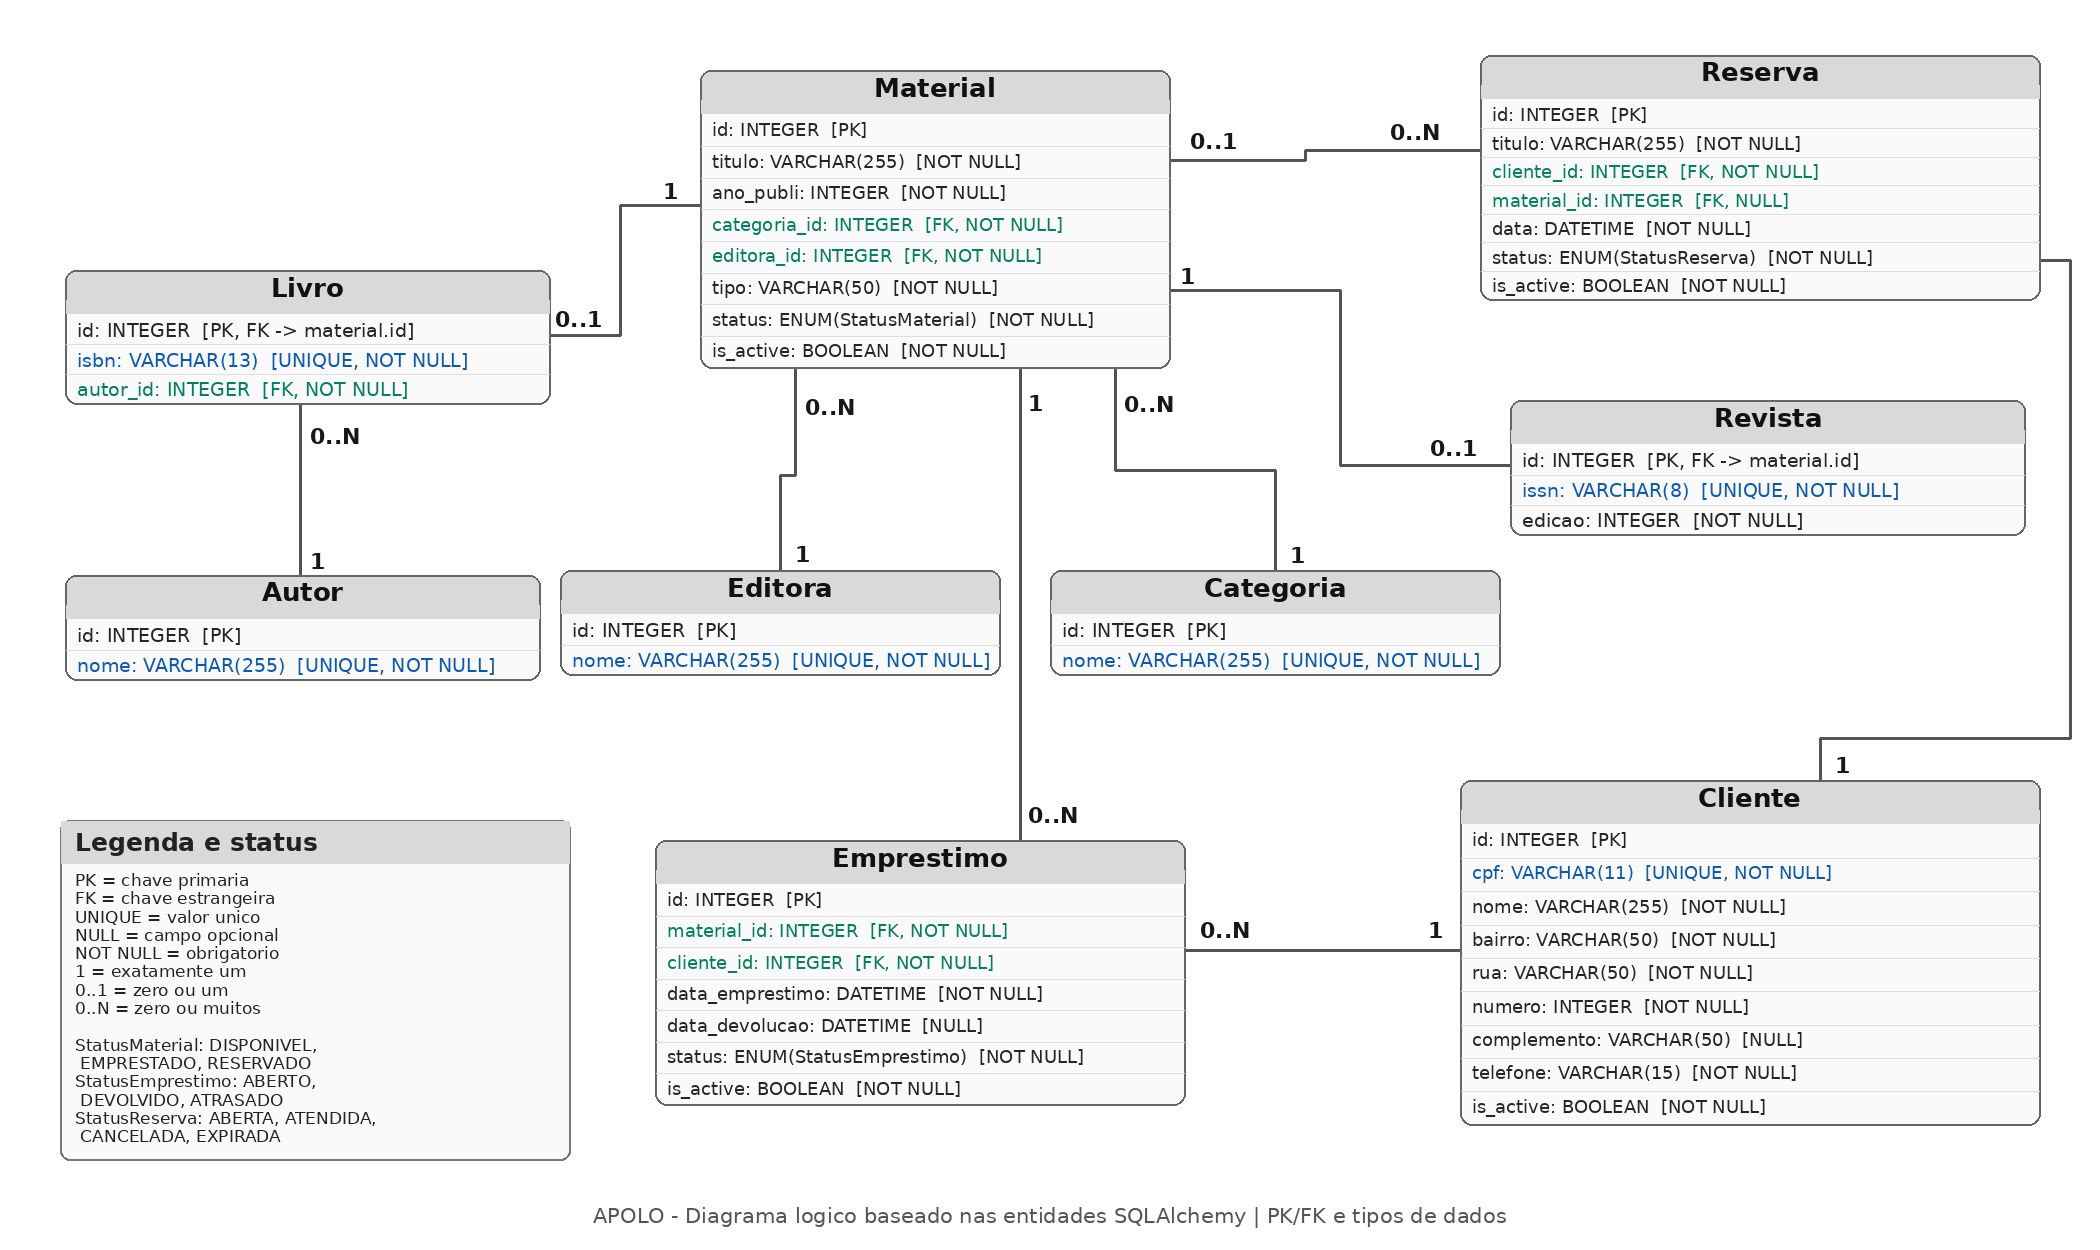 Material
id: INTEGER  [PK]
titulo: VARCHAR(255)  [NOT NULL]
ano_publi: INTEGER  [NOT NULL]
categoria_id: INTEGER  [FK, NOT NULL]
editora_id: INTEGER  [FK, NOT NULL]
tipo: VARCHAR(50)  [NOT NULL]
status: ENUM(StatusMaterial)  [NOT NULL]
is_active: BOOLEAN  [NOT NULL]
0..1
0..N
Reserva
id: INTEGER  [PK]
titulo: VARCHAR(255)  [NOT NULL]
cliente_id: INTEGER  [FK, NOT NULL]
material_id: INTEGER  [FK, NULL]
data: DATETIME  [NOT NULL]
status: ENUM(StatusReserva)  [NOT NULL]
is_active: BOOLEAN  [NOT NULL]
1
0..1
Livro
id: INTEGER  [PK, FK -> material.id]
isbn: VARCHAR(13)  [UNIQUE, NOT NULL]
autor_id: INTEGER  [FK, NOT NULL]
1
0..1
Revista
id: INTEGER  [PK, FK -> material.id]
issn: VARCHAR(8)  [UNIQUE, NOT NULL]
edicao: INTEGER  [NOT NULL]
0..N
1
0..N
1
0..N
1
1
Autor
id: INTEGER  [PK]
nome: VARCHAR(255)  [UNIQUE, NOT NULL]
Editora
id: INTEGER  [PK]
nome: VARCHAR(255)  [UNIQUE, NOT NULL]
Categoria
id: INTEGER  [PK]
nome: VARCHAR(255)  [UNIQUE, NOT NULL]
0..N
1
Legenda e status
PK = chave primaria
FK = chave estrangeira
UNIQUE = valor unico
NULL = campo opcional
NOT NULL = obrigatorio
1 = exatamente um
0..1 = zero ou um
0..N = zero ou muitos
StatusMaterial: DISPONIVEL,
EMPRESTADO, RESERVADO
StatusEmprestimo: ABERTO,
DEVOLVIDO, ATRASADO
StatusReserva: ABERTA, ATENDIDA,
CANCELADA, EXPIRADA
Emprestimo
id: INTEGER  [PK]
material_id: INTEGER  [FK, NOT NULL]
cliente_id: INTEGER  [FK, NOT NULL]
data_emprestimo: DATETIME  [NOT NULL]
data_devolucao: DATETIME  [NULL]
status: ENUM(StatusEmprestimo)  [NOT NULL]
is_active: BOOLEAN  [NOT NULL]
0..N
1
Cliente
id: INTEGER  [PK]
cpf: VARCHAR(11)  [UNIQUE, NOT NULL]
nome: VARCHAR(255)  [NOT NULL]
bairro: VARCHAR(50)  [NOT NULL]
rua: VARCHAR(50)  [NOT NULL]
numero: INTEGER  [NOT NULL]
complemento: VARCHAR(50)  [NULL]
telefone: VARCHAR(15)  [NOT NULL]
is_active: BOOLEAN  [NOT NULL]
APOLO - Diagrama logico baseado nas entidades SQLAlchemy | PK/FK e tipos de dados